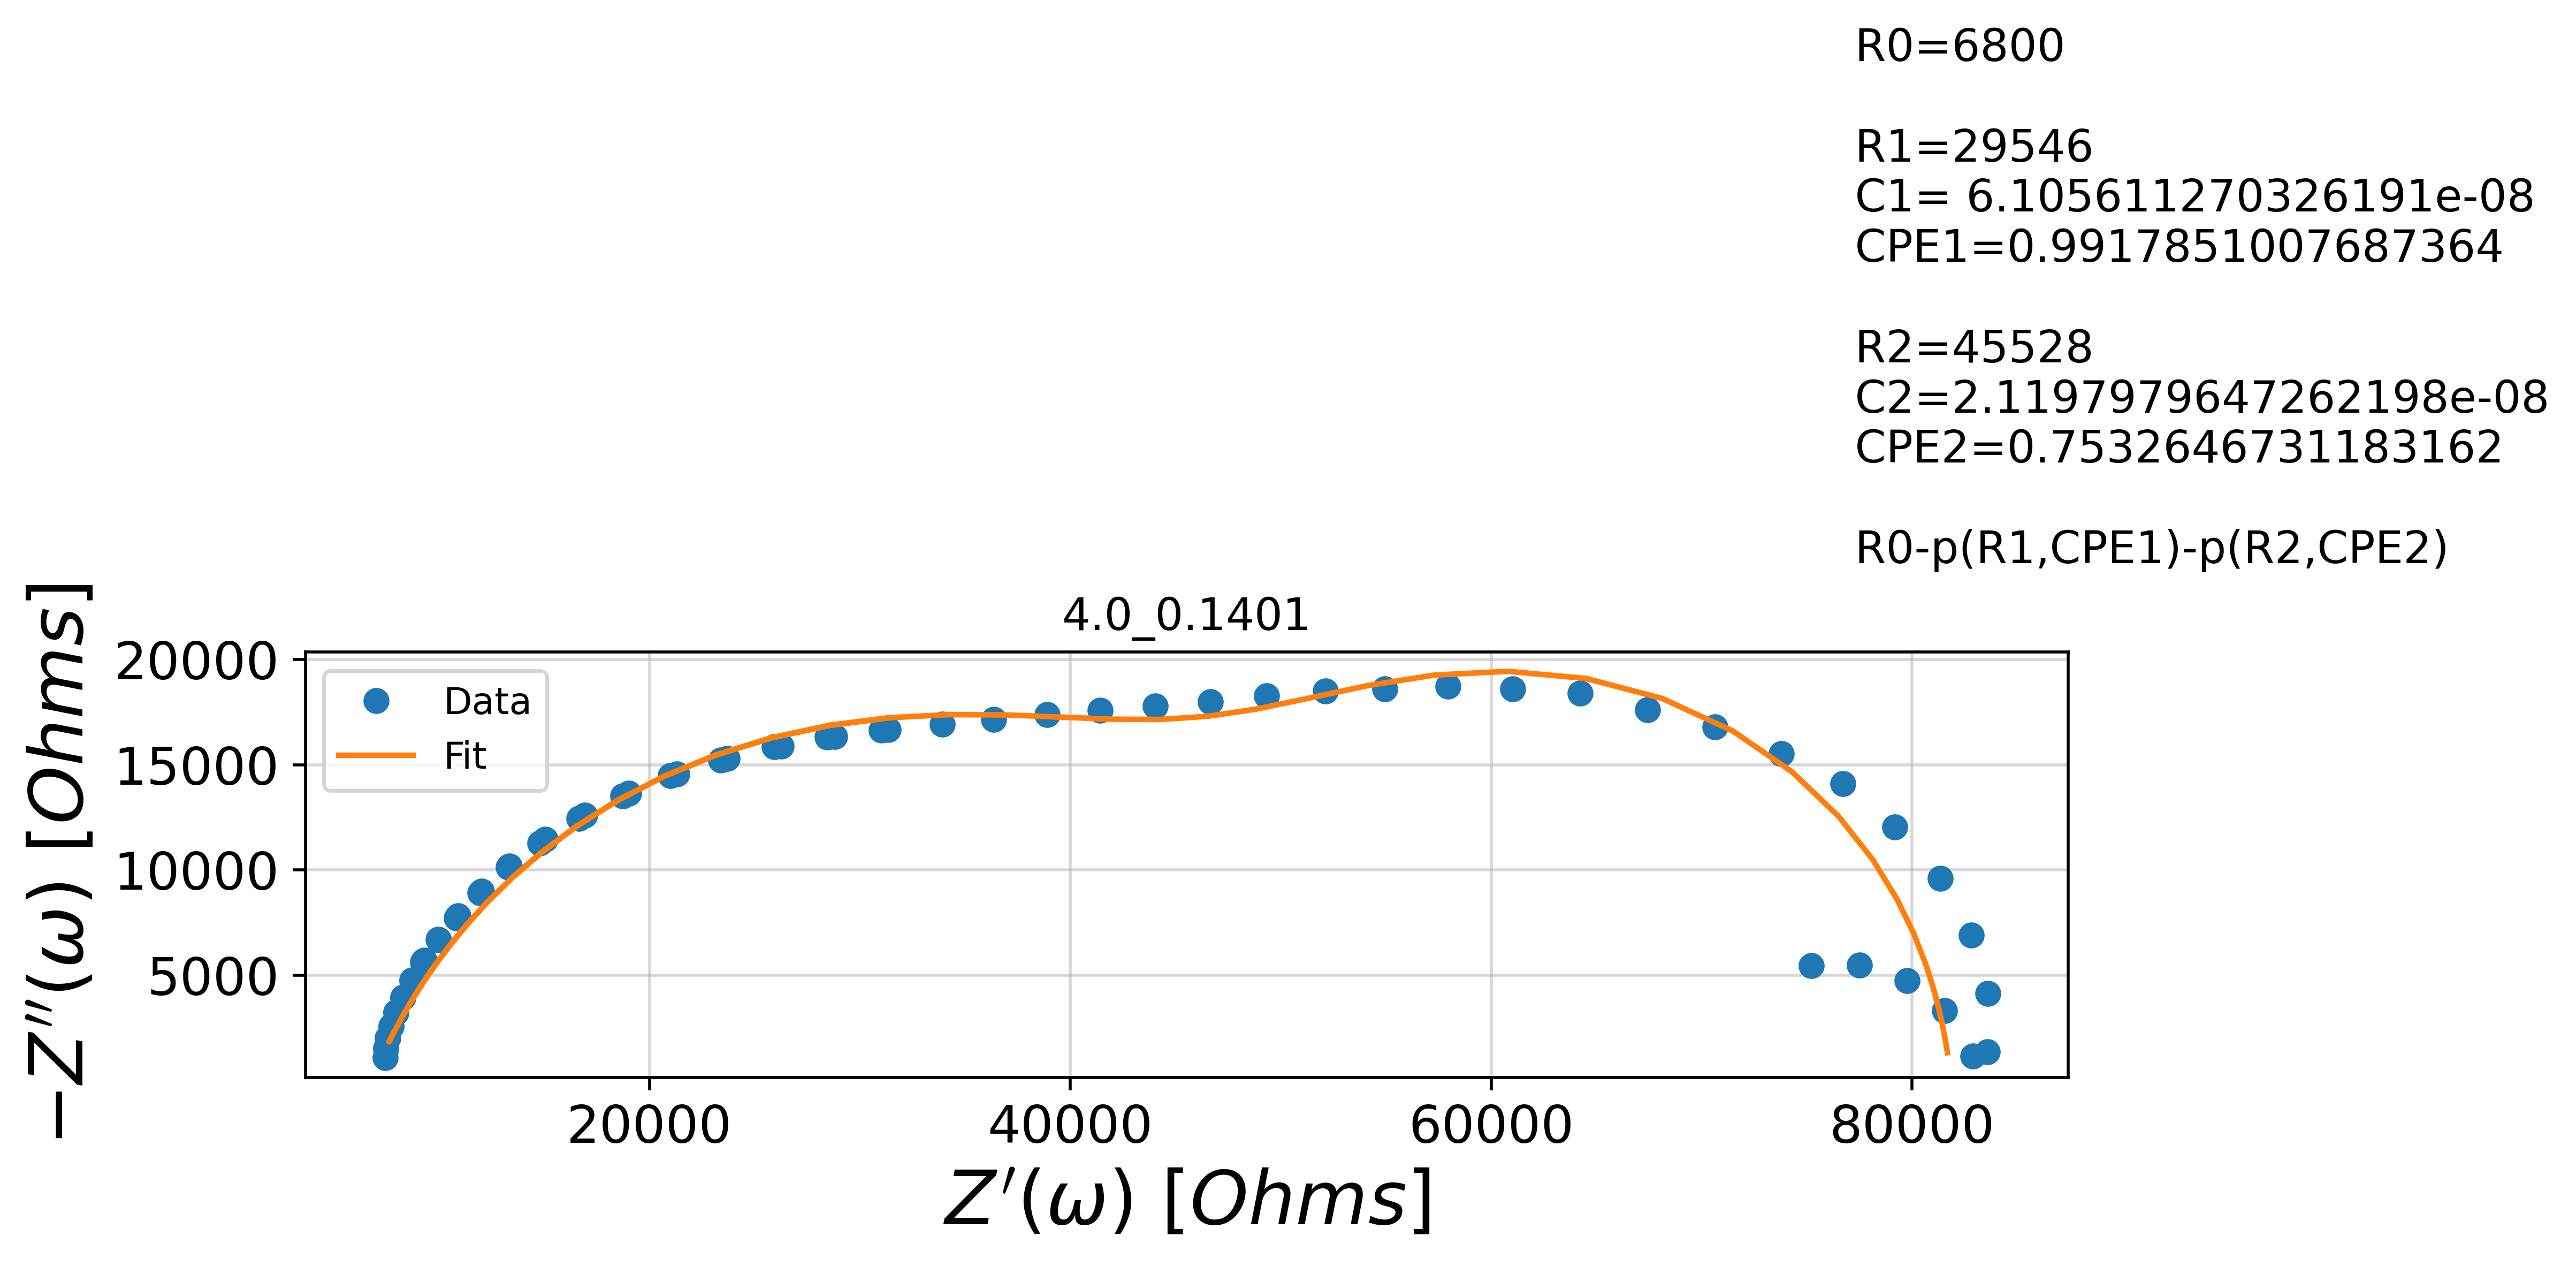 R0=6800
R1=29546
C1= 6.105611270326191e-08
CPE1=0.9917851007687364
R2=45528
C2=2.1197979647262198e-08
CPE2=0.7532646731183162
R0-p(R1,CPE1)-p(R2,CPE2)
4.0_0.1401
−Z′′(ω) [Ohms]
20000
15000
10000
5000
Data
Fit
20000 40000 60000 80000
Z′(ω) [Ohms]